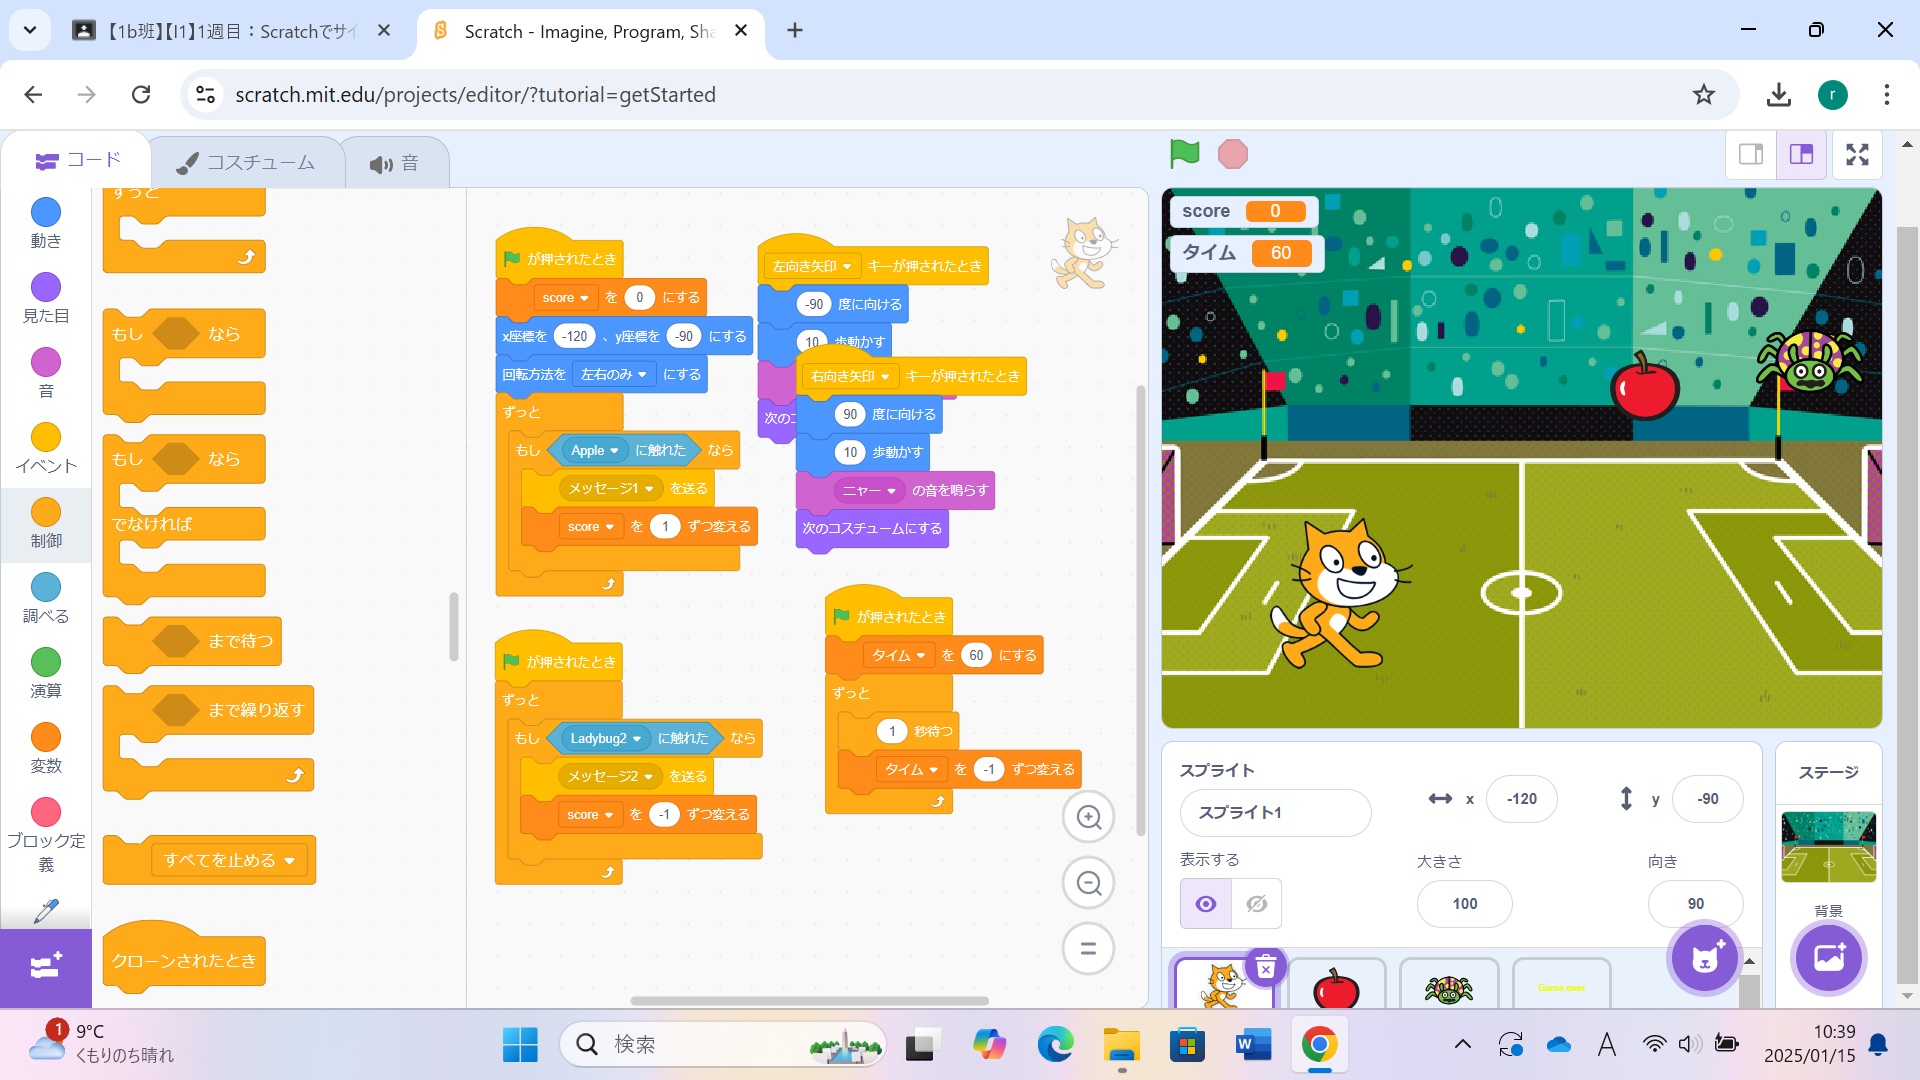 【1b班】【I1】1週目：Scratchでサイ
Scratch - Imagine, Program, Sha
scratch.mit.edu/projects/editor/?tutorial=getStarted
r
コード
コスチューム
音
動き
見た目
音
イベント
制御
調べる
演算
変数
ブロック定
義
ずっと
もし なら
もし なら
でなければ
まで待つ
まで繰り返す
すべてを止める
クローンされたとき
が押されたとき
score を 0 にする
x座標を -120 、y座標を -90 にする
回転方法を 左右のみ にする
ずっと
もし Apple に触れた なら
メッセージ1 を送る
score を 1 ずつ変える
左向き矢印 キーが押されたとき
-90 度に向ける
10 歩動かす
次のコ
右向き矢印 キーが押されたとき
90 度に向ける
10 歩動かす
ニャー の音を鳴らす
次のコスチュームにする
が押されたとき
ずっと
もし Ladybug2 に触れた なら
メッセージ2 を送る
score を -1 ずつ変える
が押されたとき
タイム を 60 にする
ずっと
1 秒待つ
タイム を -1 ずつ変える
score 0
タイム 60
スプライト
スプライト1
x -120
y -90
表示する
大きさ
100
向き
90
ステージ
背景
Game over
1
9°C
くもりのち晴れ
検索
W
A
10:39
2025/01/15